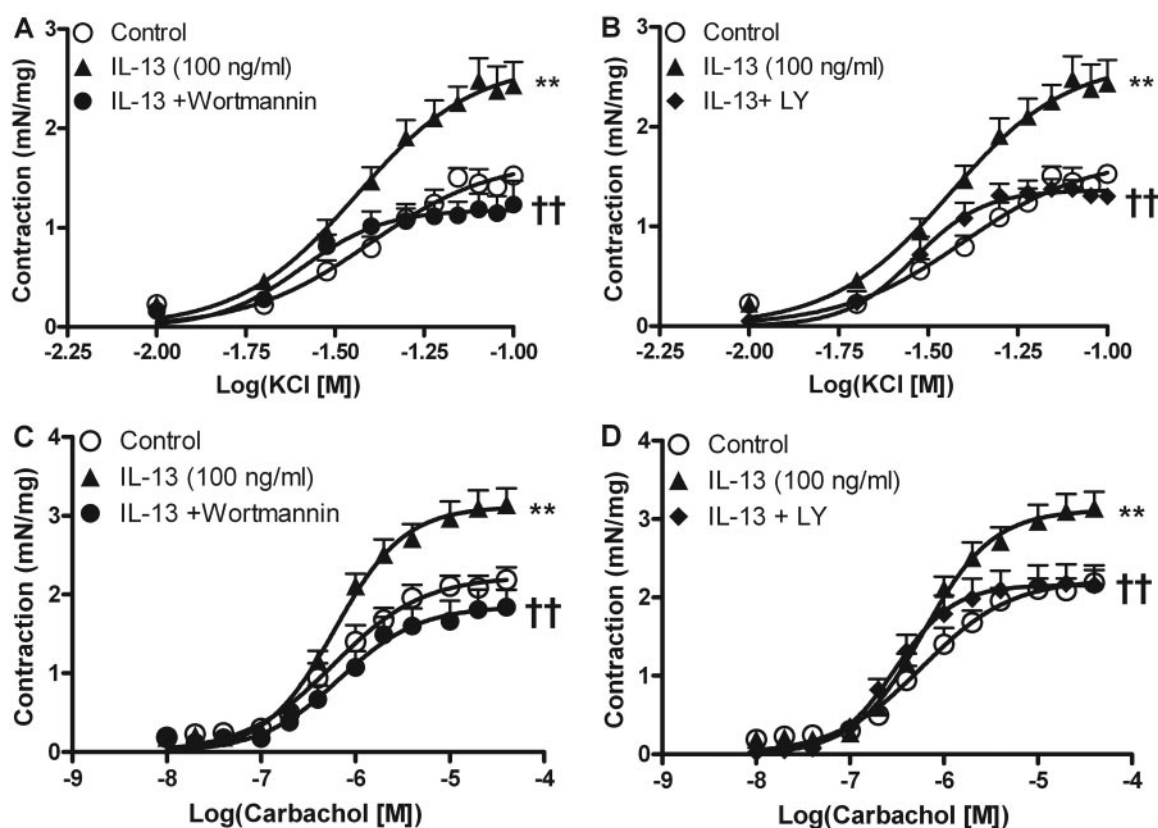 A
Control
IL-13 (100 ng/ml)
IL-13 +Wortmannin
Contraction (mN/mg)
3
2
1
0
**
††
-2.25 -2.00 -1.75 -1.50 -1.25 -1.00
Log(KCl [M])
B
Control
IL-13 (100 ng/ml)
IL-13+ LY
Contraction (mN/mg)
3
2
1
0
**
††
-2.25 -2.00 -1.75 -1.50 -1.25 -1.00
Log(KCl [M])
C
Control
IL-13 (100 ng/ml)
IL-13 +Wortmannin
Contraction (mN/mg)
4
3
2
1
0
**
††
-9 -8 -7 -6 -5 -4
Log(Carbachol [M])
D
Control
IL-13 (100 ng/ml)
IL-13 + LY
Contraction (mN/mg)
4
3
2
1
0
**
††
-9 -8 -7 -6 -5 -4
Log(Carbachol [M])